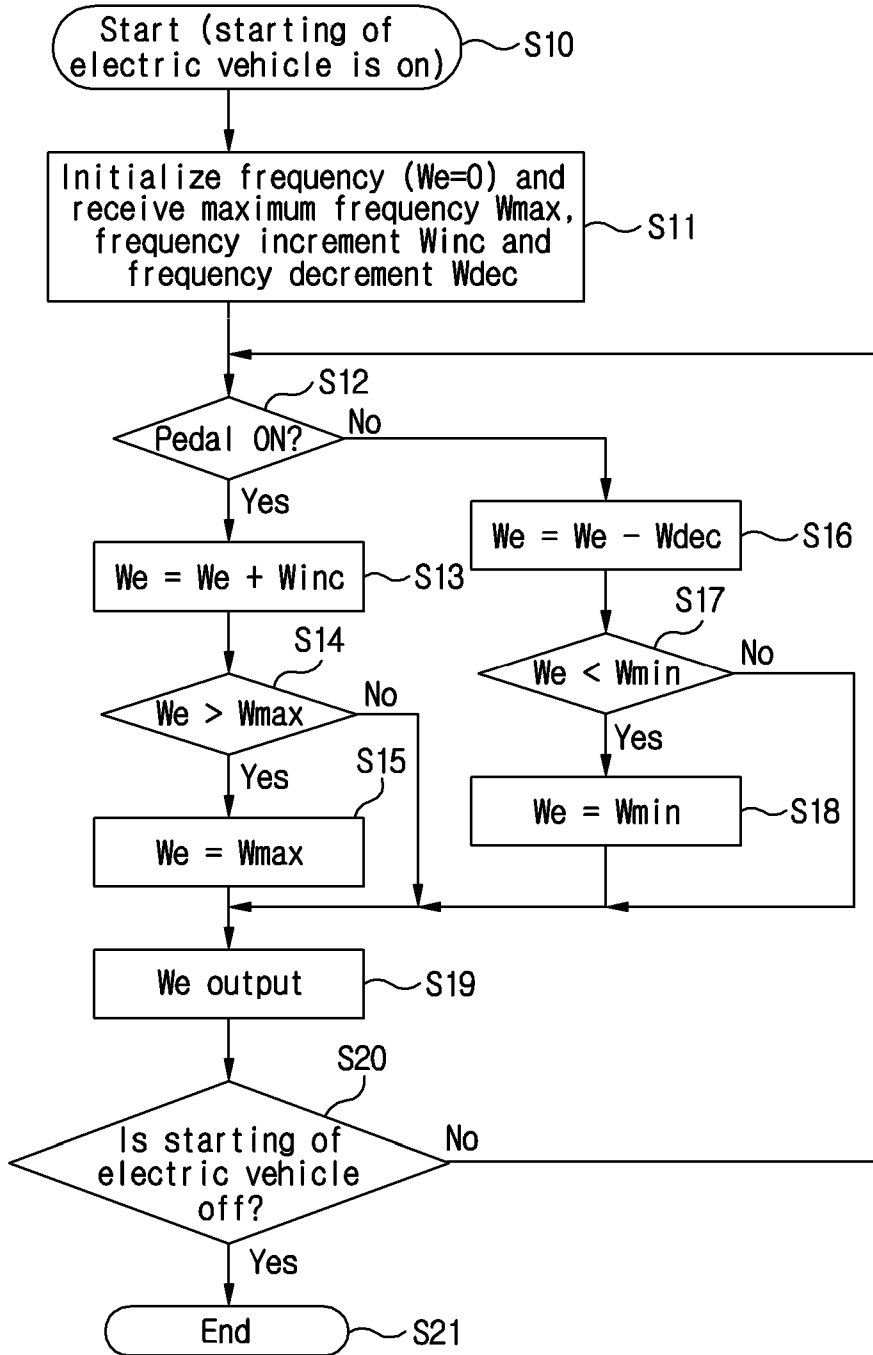 Start (starting of
electric vehicle is on)
S10
Initialize frequency (We=0) and
receive maximum frequency Wmax,
frequency increment Winc and
frequency decrement Wdec
S11
S12
Pedal ON?
No
Yes
We = We + Winc
S13
We = We - Wdec
S16
S14
We > Wmax
No
Yes
S17
We < Wmin
No
Yes
S15
We = Wmax
We = Wmin
S18
We output
S19
S20
Is starting of
electric vehicle
off?
No
Yes
End
S21